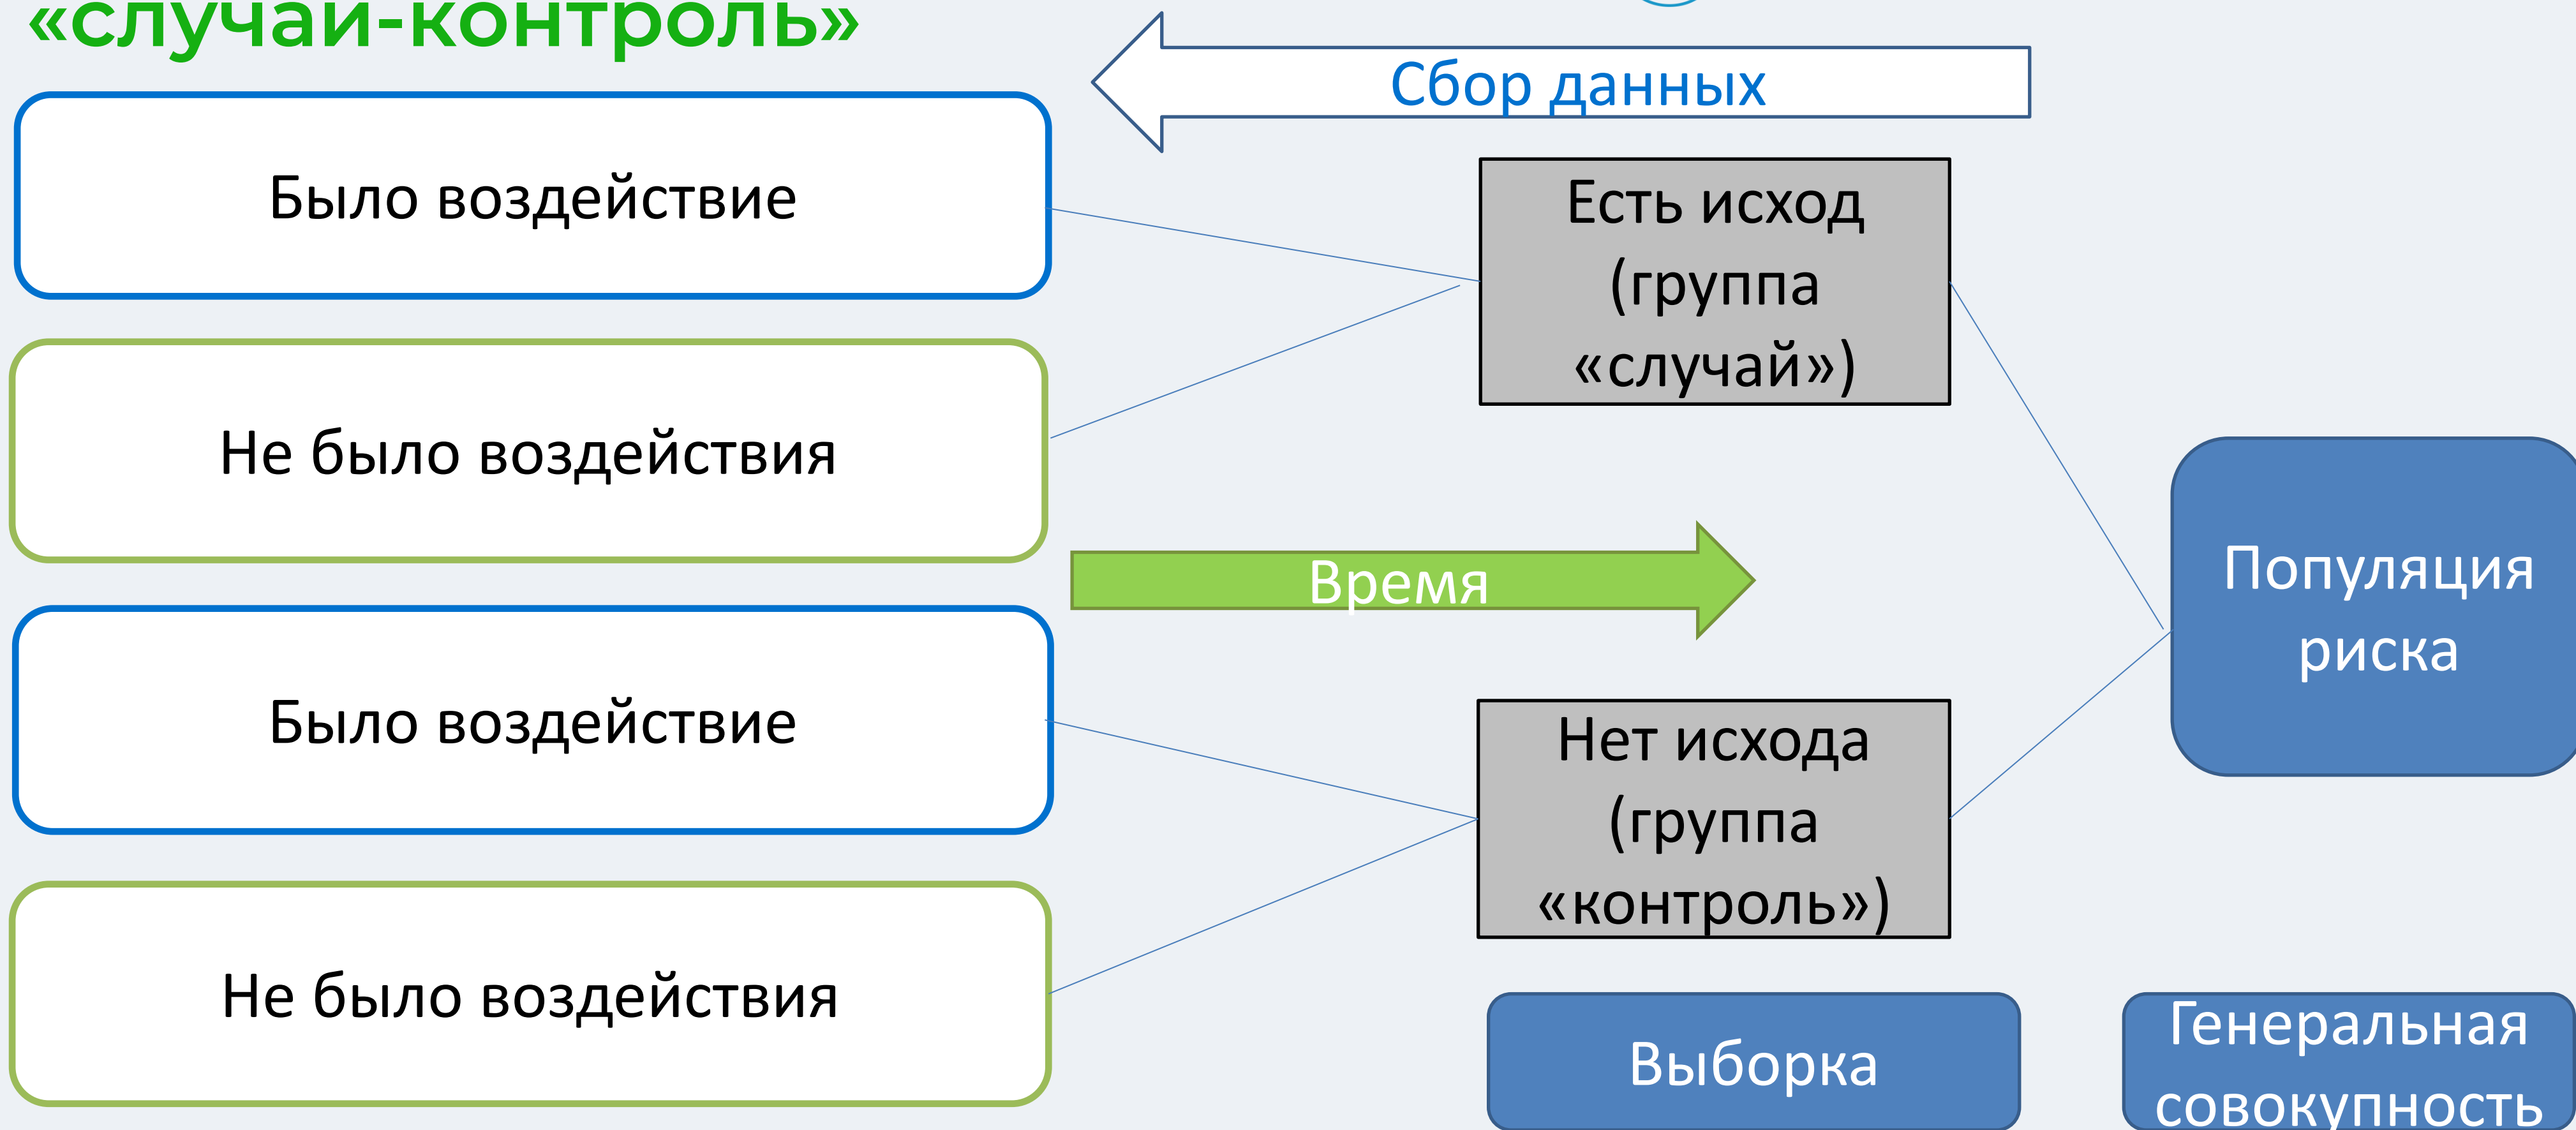 «случай-контроль»
Сбор данных
Было воздействие
Есть исход
(группа
«случай»)
Не было воздействия
Время
Популяция
риска
Было воздействие
Нет исхода
(группа
«контроль»)
Не было воздействия
Выборка
Генеральная
совокупность